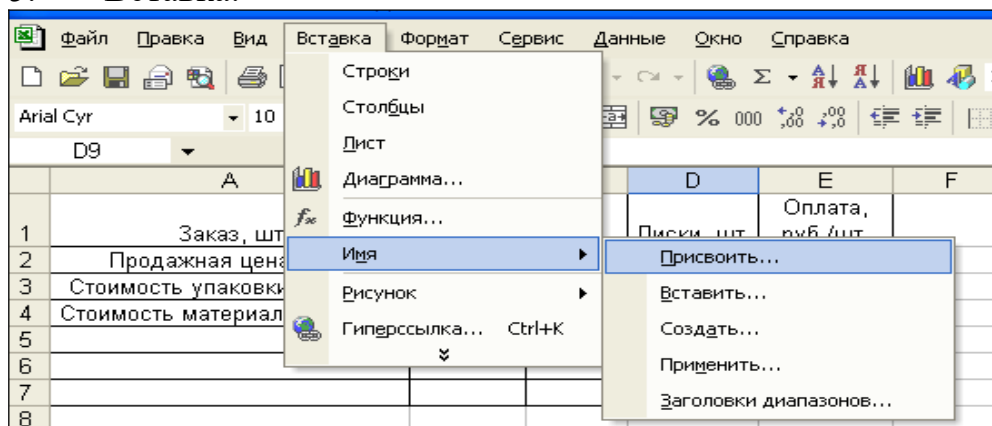 Файл Правка Вид Вставка Формат Сервис Данные Окно Справка
Строки
Arial Cyr 10 % 000
Столбцы
D9
Лист
A D E F
Диаграмма...
Оплата,
1 Заказ, шт
Функция...
2 Продажная цена
Имя
Присвоить...
3 Стоимость упаковки
Рисунок
Вставить...
4 Стоимость материал
Гиперссылка... Ctrl+K
Создать...
5
6
Применить...
7
Заголовки диапазонов...
8